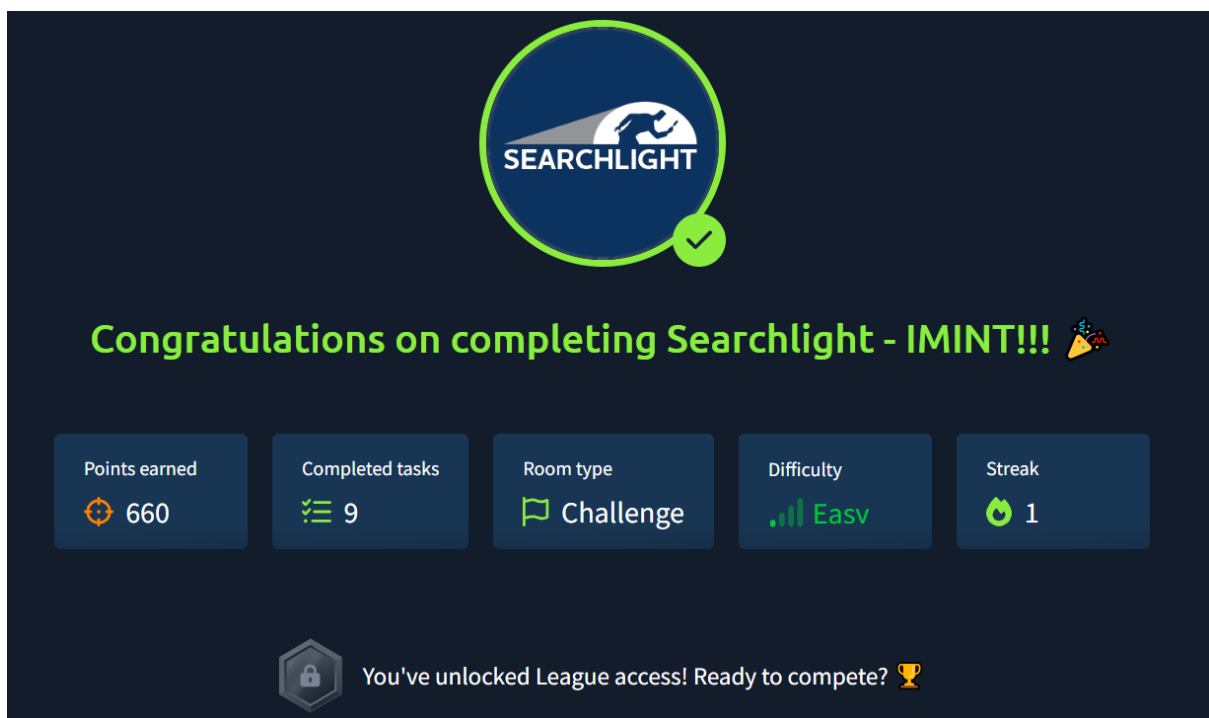 SEARCHLIGHT
Congratulations on completing Searchlight - IMINT!!! 🎉
Points earned
660
Completed tasks
9
Room type
Challenge
Difficulty
Easy
Streak
1
You've unlocked League access! Ready to compete? 🏆